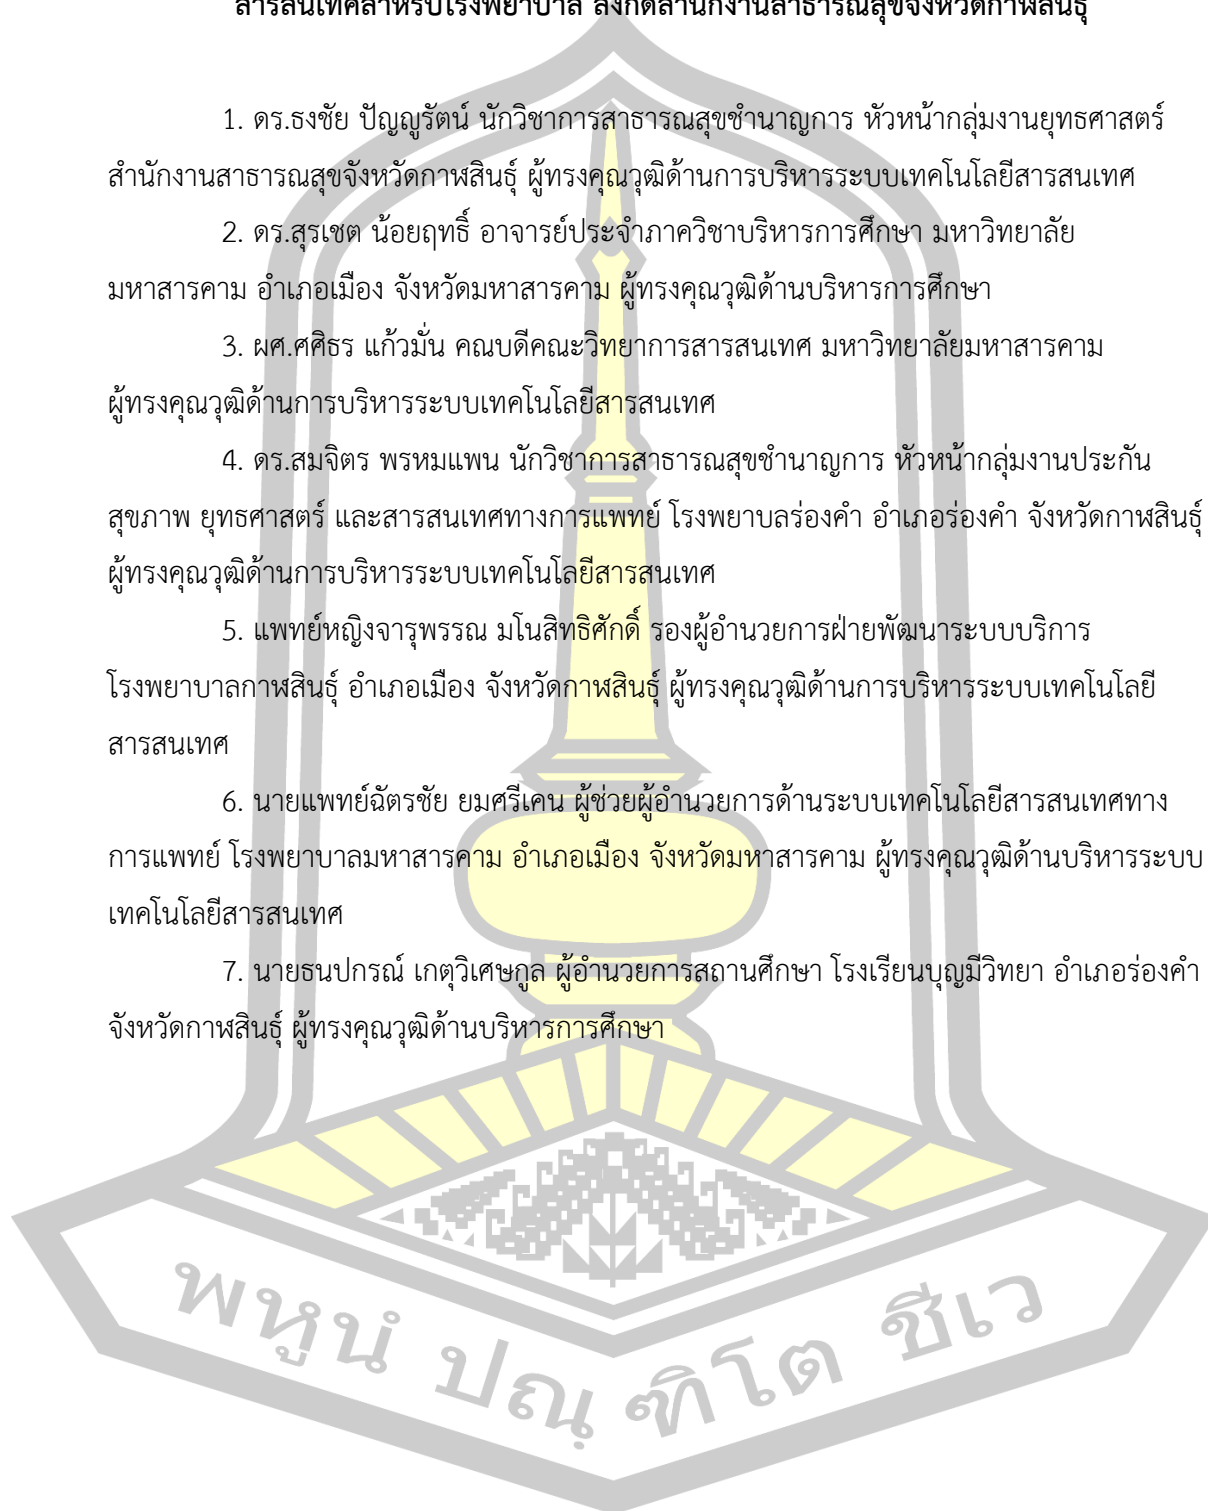 สารสนเทศสำหรับโรงพยาบาล สังกัดสำนักงานสาธารณสุขจังหวัดกาฬสินธุ์
1. ดร.ธงชัย ปัญญูรัตน์ นักวิชาการสาธารณสุขชำนาญการ หัวหน้ากลุ่มงานยุทธศาสตร์
สำนักงานสาธารณสุขจังหวัดกาฬสินธุ์ ผู้ทรงคุณวุฒิด้านการบริหารระบบเทคโนโลยีสารสนเทศ
2. ดร.สุรเชต น้อยฤทธิ์ อาจารย์ประจำภาควิชาบริหารการศึกษา มหาวิทยาลัย
มหาสารคาม อำเภอเมือง จังหวัดมหาสารคาม ผู้ทรงคุณวุฒิด้านบริหารการศึกษา
3. ผศ.ศศิธร แก้วมั่น คณบดีคณะวิทยาการสารสนเทศ มหาวิทยาลัยมหาสารคาม
ผู้ทรงคุณวุฒิด้านการบริหารระบบเทคโนโลยีสารสนเทศ
4. ดร.สมจิตร พรหมแพน นักวิชาการสาธารณสุขชำนาญการ หัวหน้ากลุ่มงานประกัน
สุขภาพ ยุทธศาสตร์ และสารสนเทศทางการแพทย์ โรงพยาบลร่องคำ อำเภอร่องคำ จังหวัดกาฬสินธุ์
ผู้ทรงคุณวุฒิด้านการบริหารระบบเทคโนโลยีสารสนเทศ
5. แพทย์หญิงจารุพรรณ มโนสิทธิศักดิ์ รองผู้อำนวยการฝ่ายพัฒนาระบบบริการ
โรงพยาบาลกาฬสินธุ์ อำเภอเมือง จังหวัดกาฬสินธุ์ ผู้ทรงคุณวุฒิด้านการบริหารระบบเทคโนโลยี
สารสนเทศ
6. นายแพทย์ฉัตรชัย ยมศรีเคน ผู้ช่วยผู้อำนวยการด้านระบบเทคโนโลยีสารสนเทศทาง
การแพทย์ โรงพยาบาลมหาสารคาม อำเภอเมือง จังหวัดมหาสารคาม ผู้ทรงคุณวุฒิด้านบริหารระบบ
เทคโนโลยีสารสนเทศ
7. นายธนปกรณ์ เกตุวิเศษกูล ผู้อำนวยการสถานศึกษา โรงเรียนบุญมีวิทยา อำเภอร่องคำ
จังหวัดกาฬสินธุ์ ผู้ทรงคุณวุฒิด้านบริหารการศึกษา
พหูนํ ปณฺ ฑิโต ชีเว